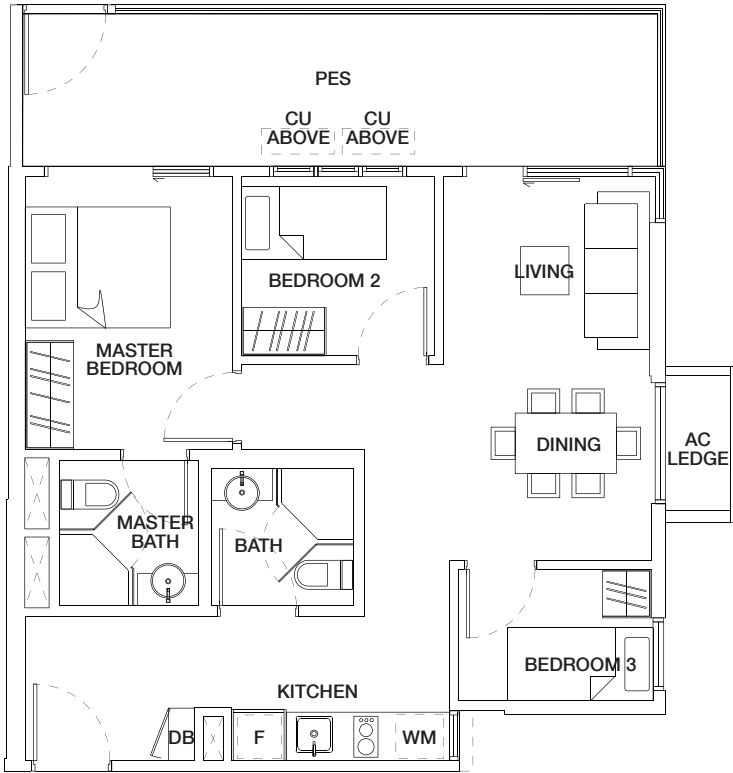 PES
CU
ABOVE
CU
ABOVE
BEDROOM 2
LIVING
MASTER
BEDROOM
DINING
AC
LEDGE
MASTER
BATH
BATH
BEDROOM 3
KITCHEN
DB
F
WM